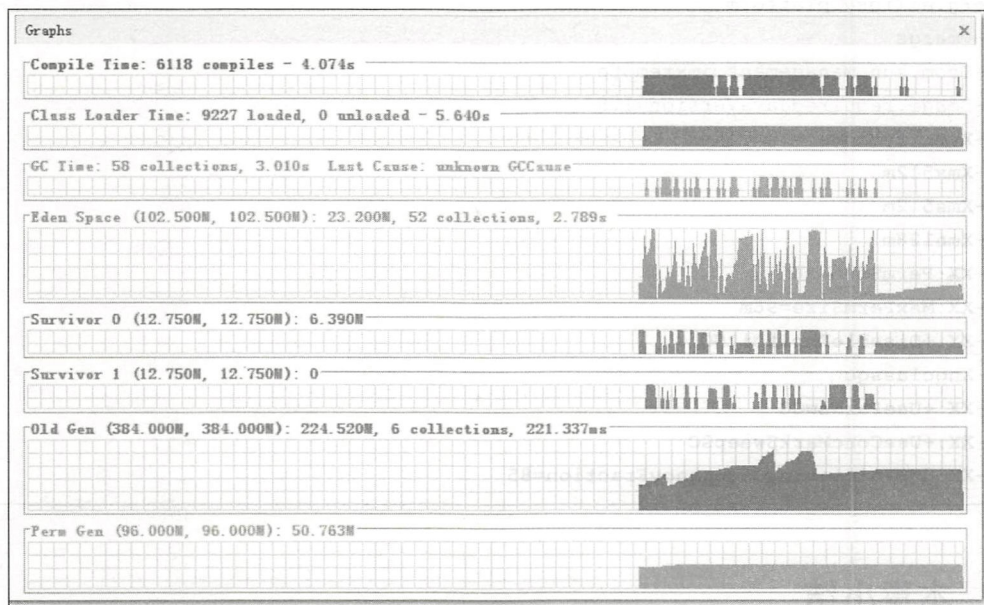 Graphs ×
Compile Time: 6118 compiles - 4.074s
Class Loader Time: 9227 loaded, 0 unloaded - 5.640s
GC Time: 58 collections, 3.010s Last Cause: unknown GCCause
Eden Space (102.500M, 102.500M): 23.200M, 52 collections, 2.789s
Survivor 0 (12.750M, 12.750M): 6.390M
Survivor 1 (12.750M, 12.750M): 0
Old Gen (384.000M, 384.000M): 224.520M, 6 collections, 221.337ms
Perm Gen (96.000M, 96.000M): 50.763M